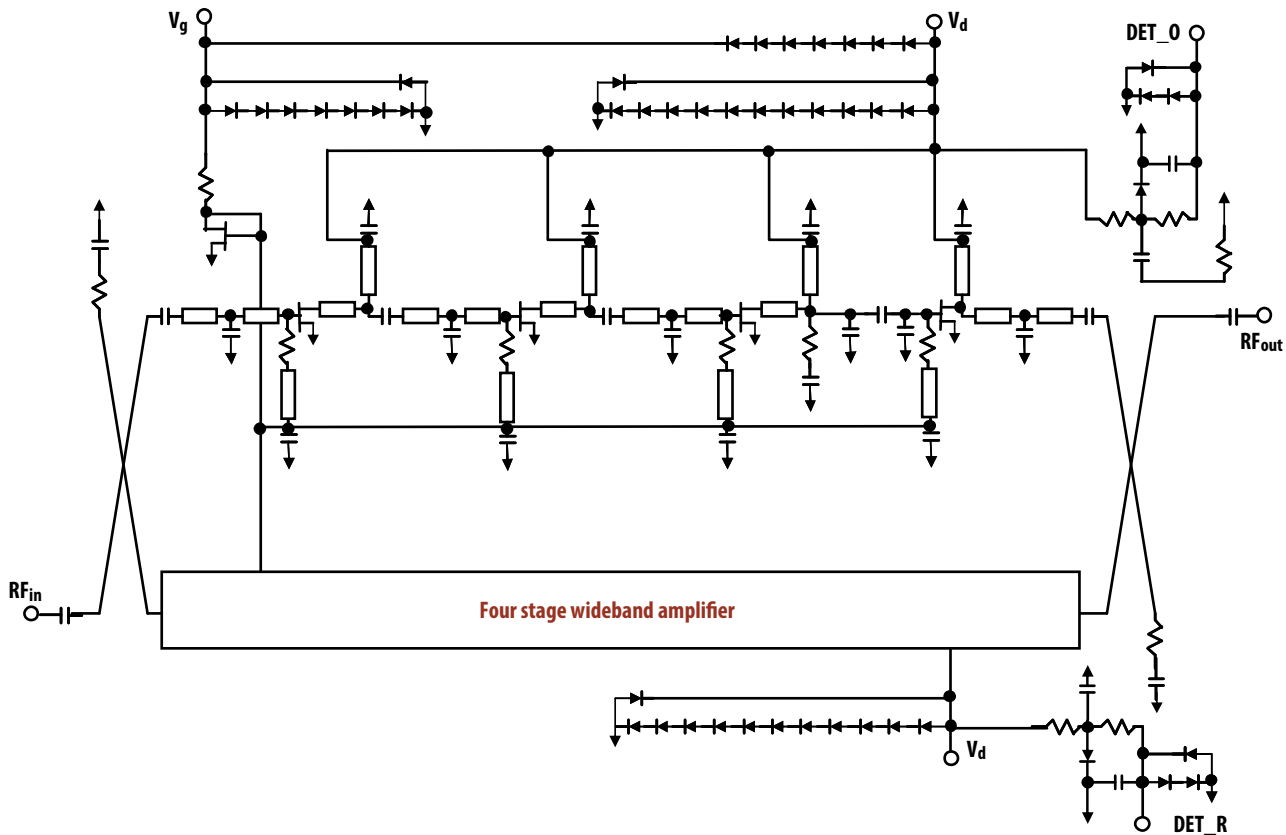 Vg
Vd
DET_O
RFout
RFin
Four stage wideband amplifier
Vd
DET_R